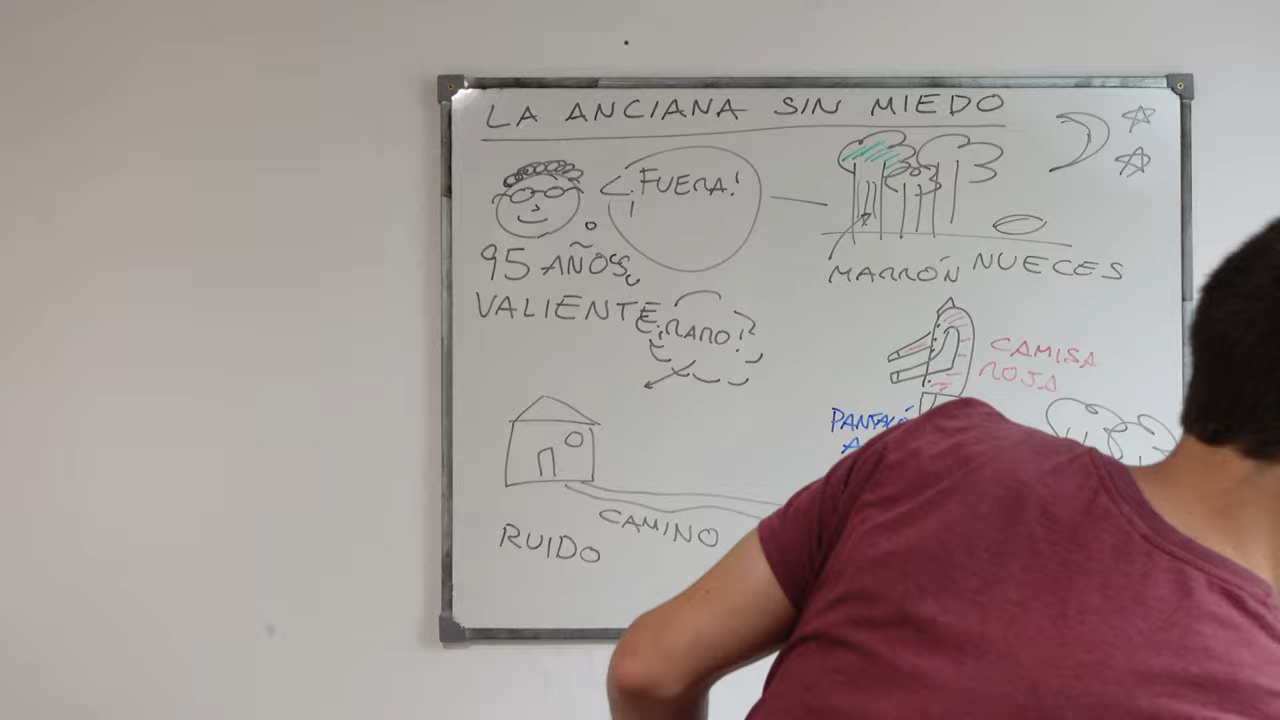 LA ANCIANA SIN MIEDO
¡FUERA!
95 AÑOS,
VALIENTE
¡RARO!
MARRÓN
NUECES
CAMISA
ROJA
RUIDO
CAMINO